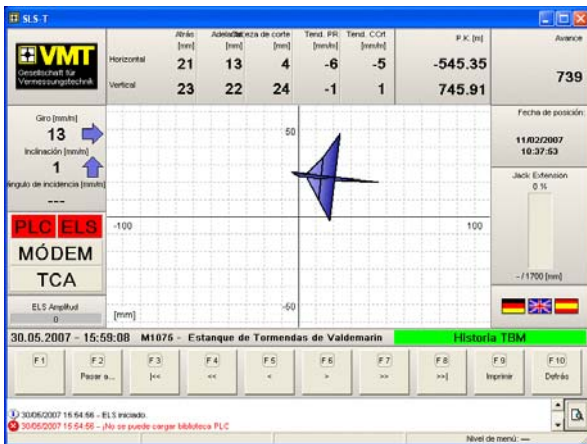 SLS-T
VMT
Gesellschaft für
Vermessungstechnik
Atrás Adelante Cabeza de corte Tend. PR Tend. COrt P.K. [m] Avance
[mm] [mm] [mm] [mm/m] [mm/m]
Horizontal 21 13 4 -6 -5 -545.35
739
Vertical 23 22 24 -1 1 745.91
Giro [mm/m]
13
Inclinación [mm/m]
1
ángulo de incidencia [mm/m]
---
PLC ELS
MÓDEM
TCA
ELS Amplitud
0
50
-100
100
-50
[mm]
Fecha de posición:
11/02/2007
10:37:53
Jack Extensión
0 %
-- / 1700 [mm]
30.05.2007 - 15:59:08 M1075 - Estanque de Tormendas de Valdemarin Historia TBM
F1 F2 F3 F4 F5 F6 F7 F8 F9 F10
Pasar a... |<< << < > >> >>| Imprimir Detrás
30/05/2007 15:54:56 - ELS iniciado.
30/05/2007 15:54:56 - ¡No se puede cargar biblioteca PLC
Nivel de menú: ---